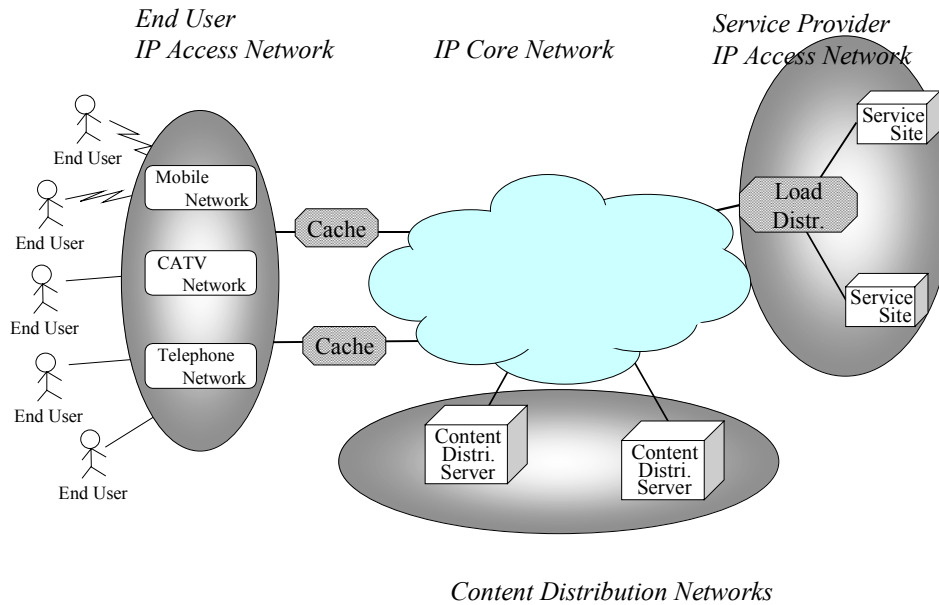 End User
IP Access Network
IP Core Network
Service Provider
IP Access Network
End User
End User
End User
End User
End User
Mobile
Network
CATV
Network
Telephone
Network
Cache
Cache
Load
Distr.
Service
Site
Service
Site
Content
Distri.
Server
Content
Distri.
Server
Content Distribution Networks